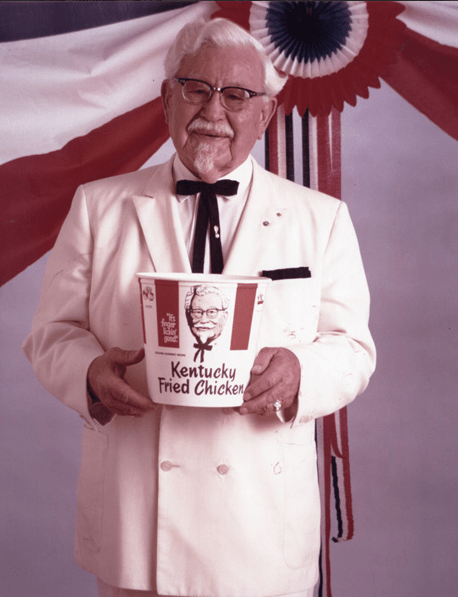 "It's
finger
lickin'
good"
Kentucky
Fried Chicken